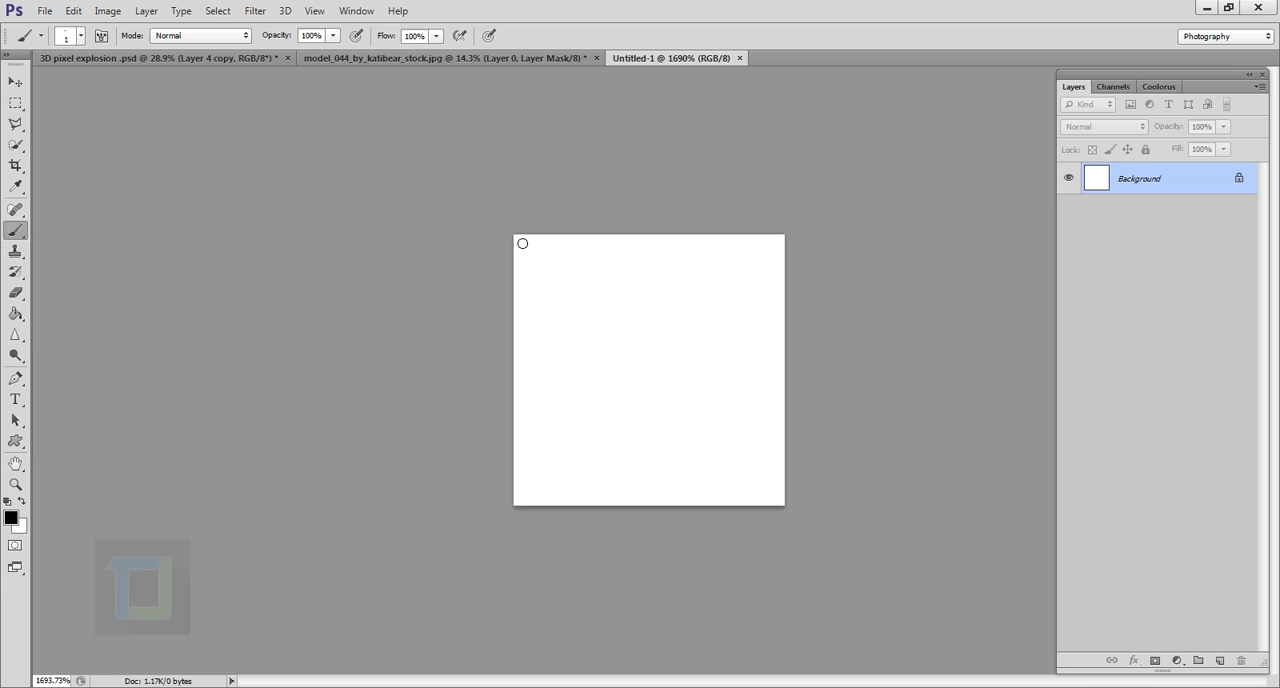 Ps File Edit Image Layer Type Select Filter 3D View Window Help
1 Mode: Normal Opacity: 100% Flow: 100% Photography
3D pixel explosion .psd @ 28.9% (Layer 4 copy, RGB/8*) * × model_044_by_katibear_stock.jpg @ 14.3% (Layer 0, Layer Mask/8) * × Untitled-1 @ 1690% (RGB/8) ×
Layers Channels Coolorus
Kind
Normal Opacity: 100%
Lock: Fill: 100%
Background
1693.73% Doc: 1.17K/0 bytes